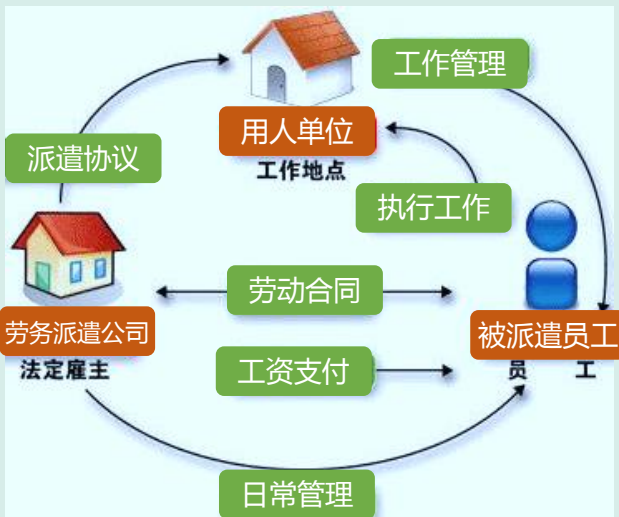 工作管理
用人单位
派遣协议
工作地点
执行工作
劳动合同
劳务派遣公司
被派遣员工
法定雇主
工资支付
员 工
日常管理